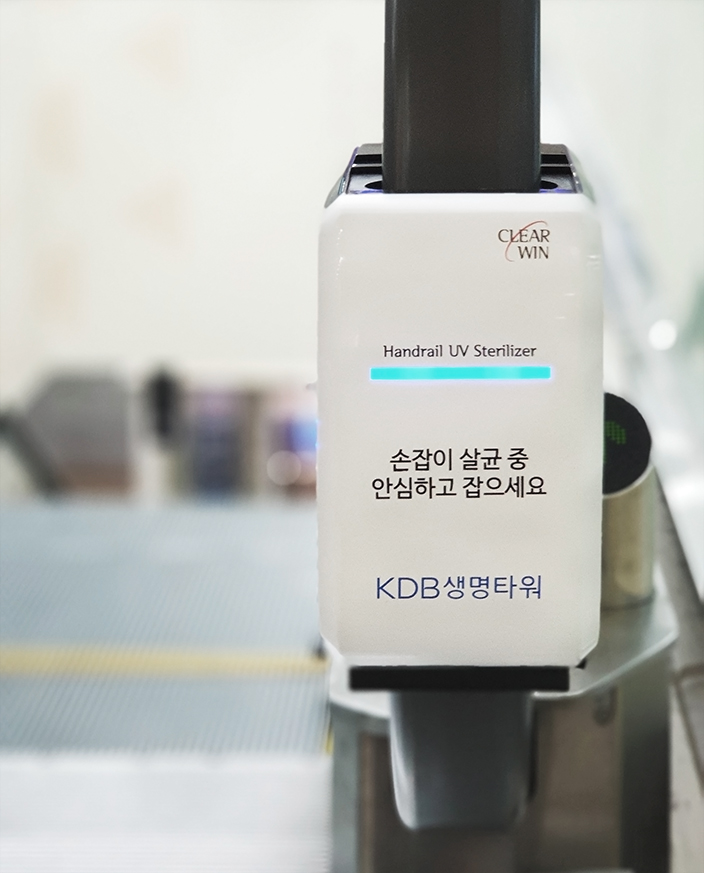 CLEAR
WIN
Handrail UV Sterilizer
손잡이 살균 중
안심하고 잡으세요
KDB생명타워